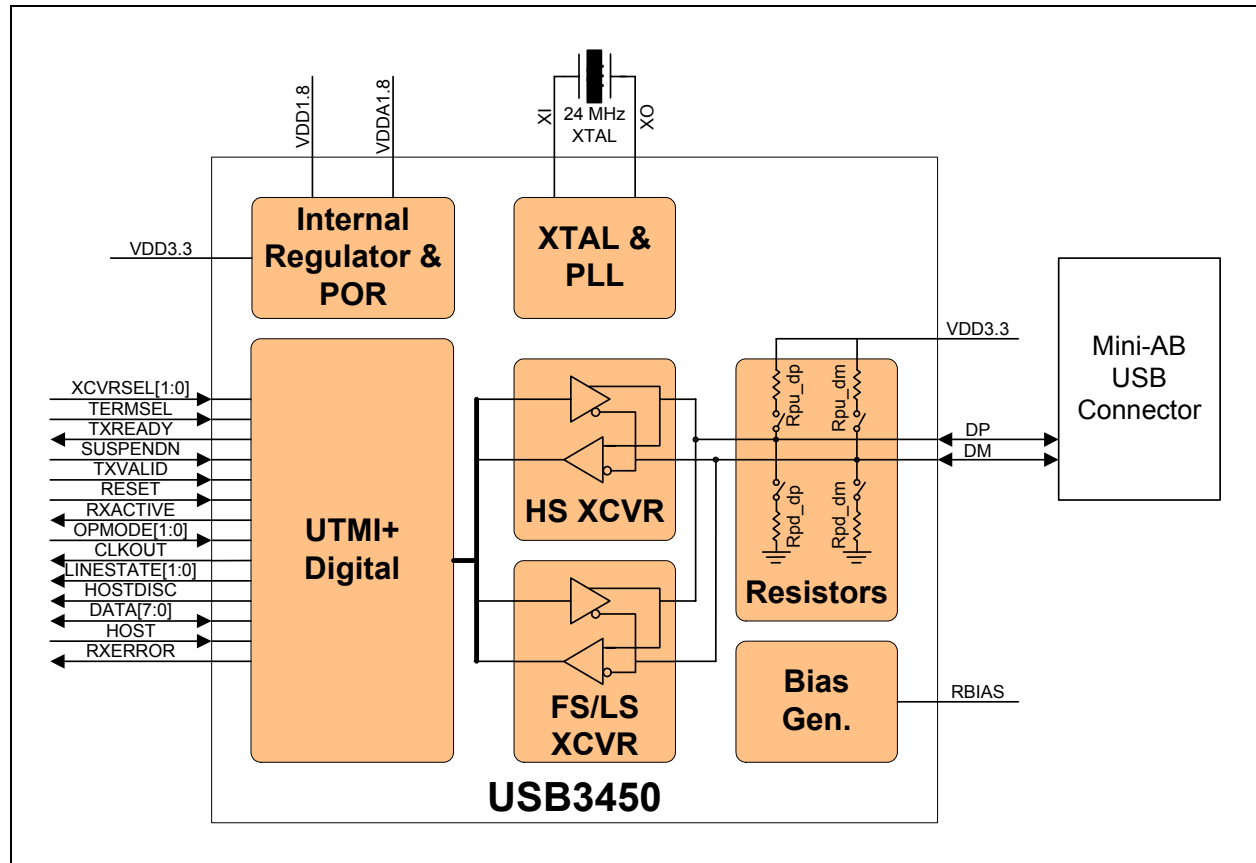 VDD1.8
VDDA1.8
XI
24 MHz
XTAL
XO
Internal
Regulator &
POR
XTAL &
PLL
VDD3.3
VDD3.3
Mini-AB
USB
Connector
XCVRSEL[1:0]
TERMSEL
TXREADY
SUSPENDN
TXVALID
RESET
RXACTIVE
OPMODE[1:0]
CLKOUT
LINESTATE[1:0]
HOSTDISC
DATA[7:0]
HOST
RXERROR
UTMI+
Digital
HS XCVR
FS/LS
XCVR
Rpu_dp
Rpu_dm
Rpd_dp
Rpd_dm
Resistors
DP
DM
Bias
Gen.
RBIAS
USB3450